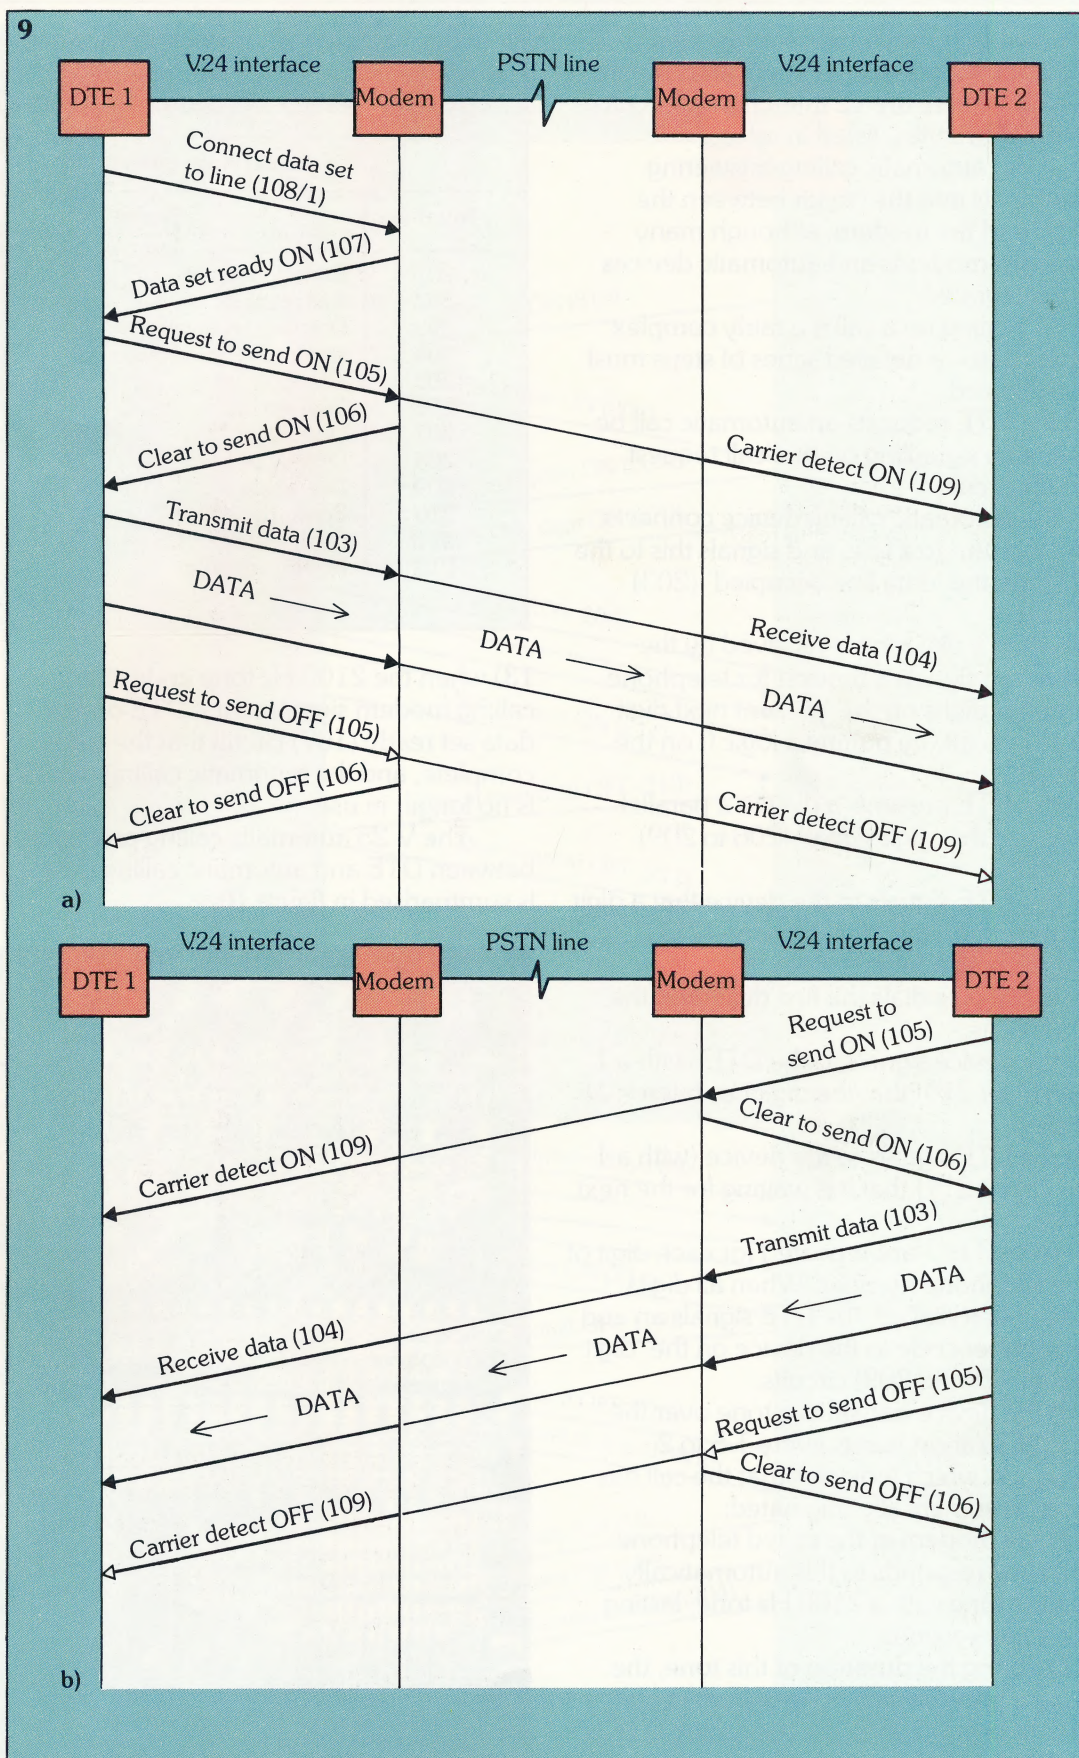 9
V.24 interface
PSTN line
V.24 interface
DTE 1
Modem
Modem
DTE 2
Connect data set
to line (108/1)
Data set ready ON (107)
Request to send ON (105)
Clear to send ON (106)
Carrier detect ON (109)
Transmit data (103)
DATA
DATA
Receive data (104)
DATA
Request to send OFF (105)
Clear to send OFF (106)
Carrier detect OFF (109)
a)
V.24 interface
PSTN line
V.24 interface
DTE 1
Modem
Modem
DTE 2
Request to
send ON (105)
Clear to send ON (106)
Carrier detect ON (109)
Transmit data (103)
DATA
Receive data (104)
DATA
DATA
Request to send OFF (105)
Clear to send OFF (106)
Carrier detect OFF (109)
b)